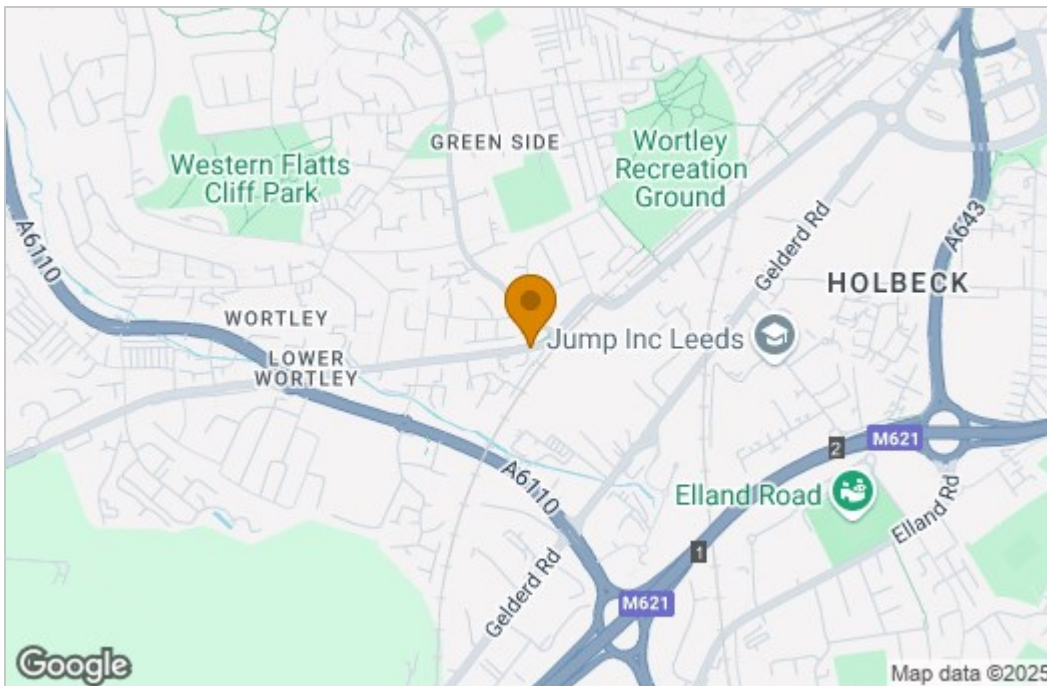 GREEN SIDE
Western Flatts
Cliff Park
Wortley
Recreation
Ground
A6110
A643
Gelderd Rd
HOLBECK
WORTLEY
LOWER
WORTLEY
Jump Inc Leeds
M621
2
A6110
Elland Road
Elland Rd
1
Gelderd Rd
M621
Google
Map data ©2025